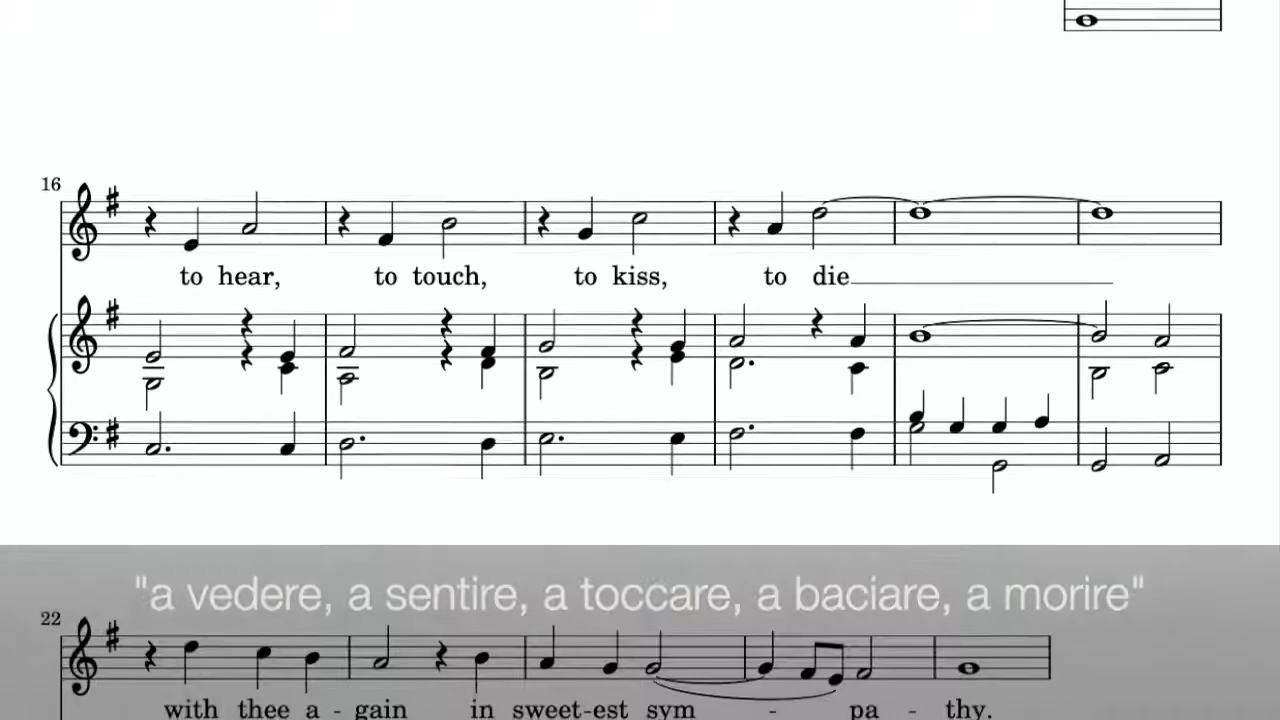 16
to hear, to touch, to kiss, to die
"a vedere, a sentire, a toccare, a baciare, a morire"
22
with thee a - gain in sweet-est sym - pa - thy.